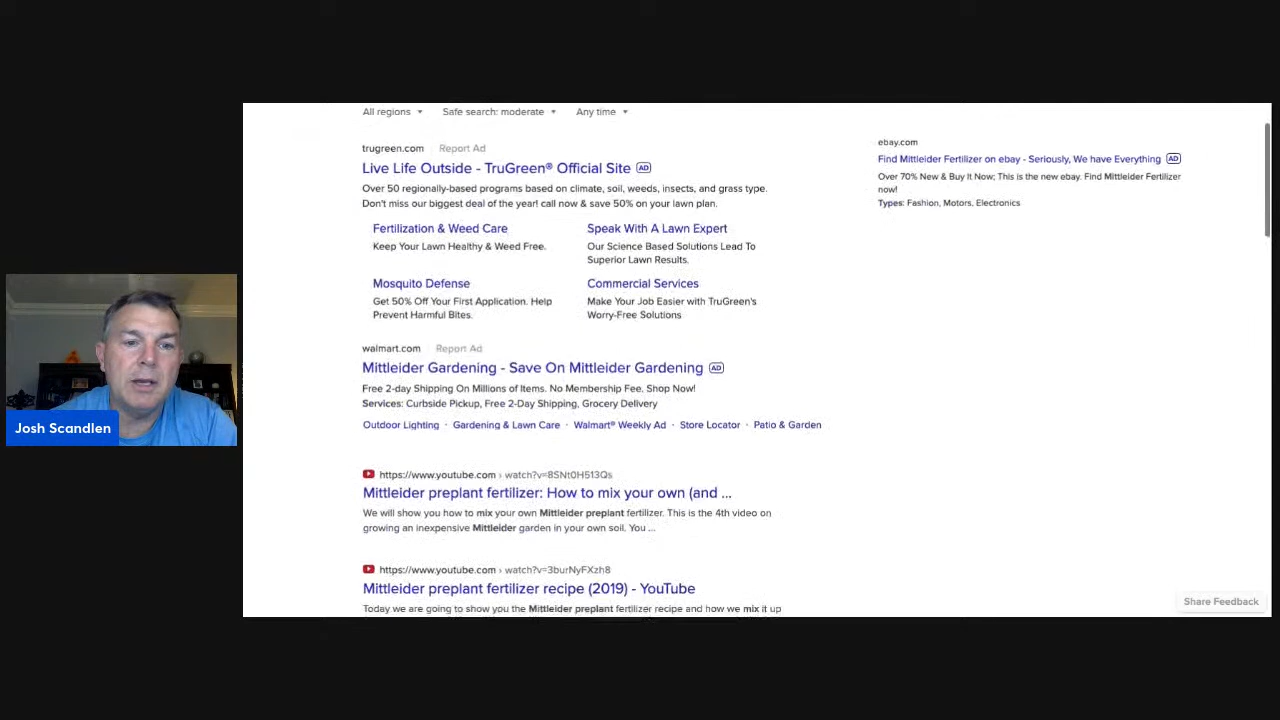 All regions
Safe search: moderate
Any time
trugreen.com Report Ad
Live Life Outside - TruGreen® Official Site AD
Over 50 regionally-based programs based on climate, soil, weeds, insects, and grass type.
Don't miss our biggest deal of the year! call now & save 50% on your lawn plan.
Fertilization & Weed Care
Keep Your Lawn Healthy & Weed Free.
Speak With A Lawn Expert
Our Science Based Solutions Lead To
Superior Lawn Results.
Mosquito Defense
Get 50% Off Your First Application. Help
Prevent Harmful Bites.
Commercial Services
Make Your Job Easier with TruGreen's
Worry-Free Solutions
walmart.com Report Ad
Mittleider Gardening - Save On Mittleider Gardening AD
Free 2-day Shipping On Millions of Items. No Membership Fee. Shop Now!
Services: Curbside Pickup, Free 2-Day Shipping, Grocery Delivery
Outdoor Lighting · Gardening & Lawn Care · Walmart® Weekly Ad · Store Locator · Patio & Garden
https://www.youtube.com › watch?v=8SNt0H513Qs
Mittleider preplant fertilizer: How to mix your own (and ...
We will show you how to mix your own Mittleider preplant fertilizer. This is the 4th video on
growing an inexpensive Mittleider garden in your own soil. You ...
https://www.youtube.com › watch?v=3burNyFXzh8
Mittleider preplant fertilizer recipe (2019) - YouTube
Today we are going to show you the Mittleider preplant fertilizer recipe and how we mix it up
ebay.com
Find Mittleider Fertilizer on ebay - Seriously, We have Everything AD
Over 70% New & Buy It Now; This is the new ebay. Find Mittleider Fertilizer
now!
Types: Fashion, Motors, Electronics
Share Feedback
Josh Scandlen